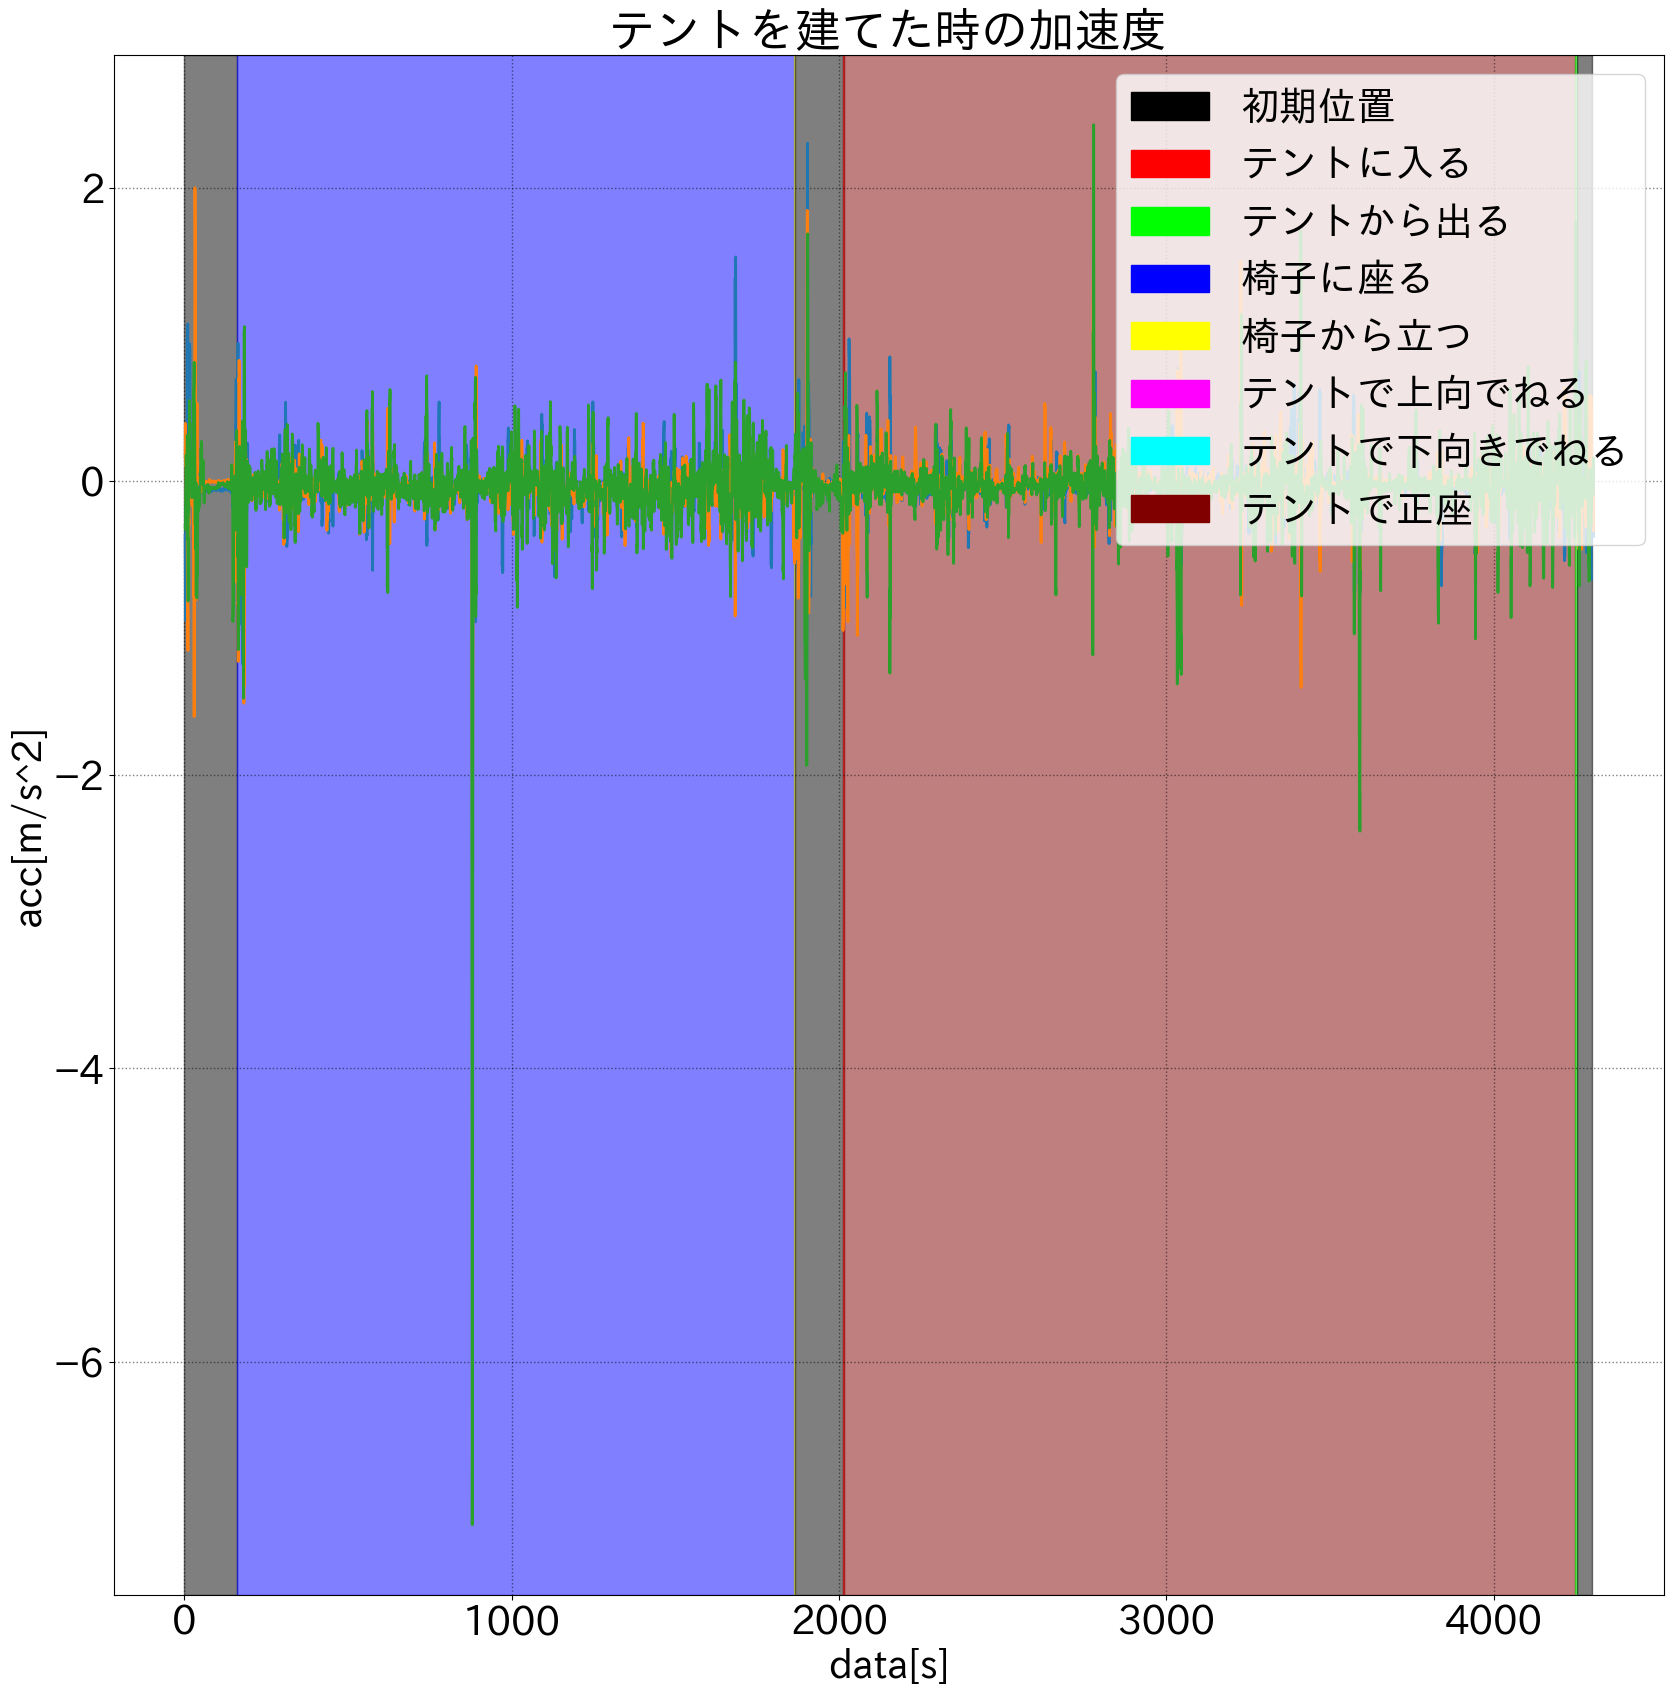 テントを建てた時の加速度
初期位置
テントに入る
テントから出る
椅子に座る
椅子から立つ
テントで上向でねる
テントで下向きでねる
テントで正座
2
0
−2
−4
−6
acc[m/s^2]
0 1000 2000 3000 4000
data[s]